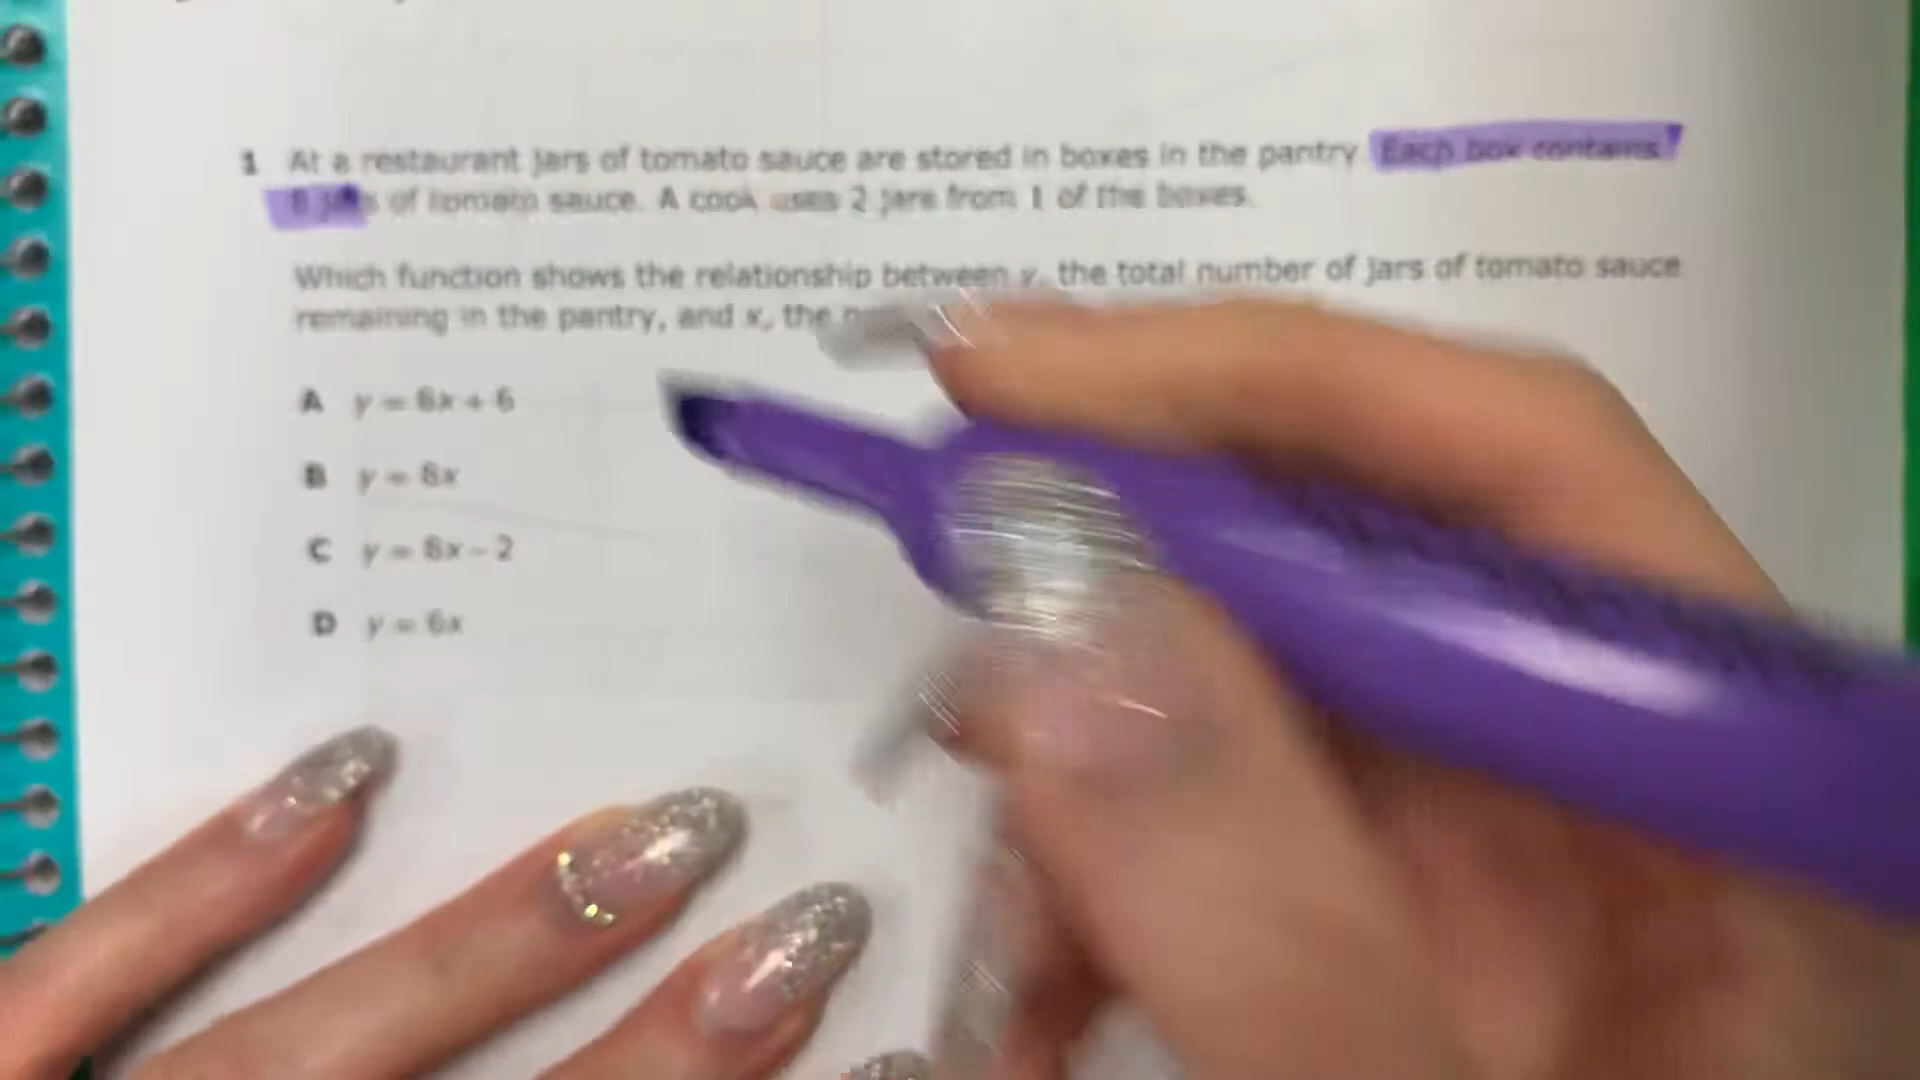 1 At a restaurant jars of tomato sauce are stored in boxes in the pantry. Each box contains
8 jars of tomato sauce. A cook uses 2 jars from 1 of the boxes.
Which function shows the relationship between y, the total number of jars of tomato sauce
remaining in the pantry, and x, the
A y = 8x + 6
B y = 8x
C y = 8x - 2
D y = 6x